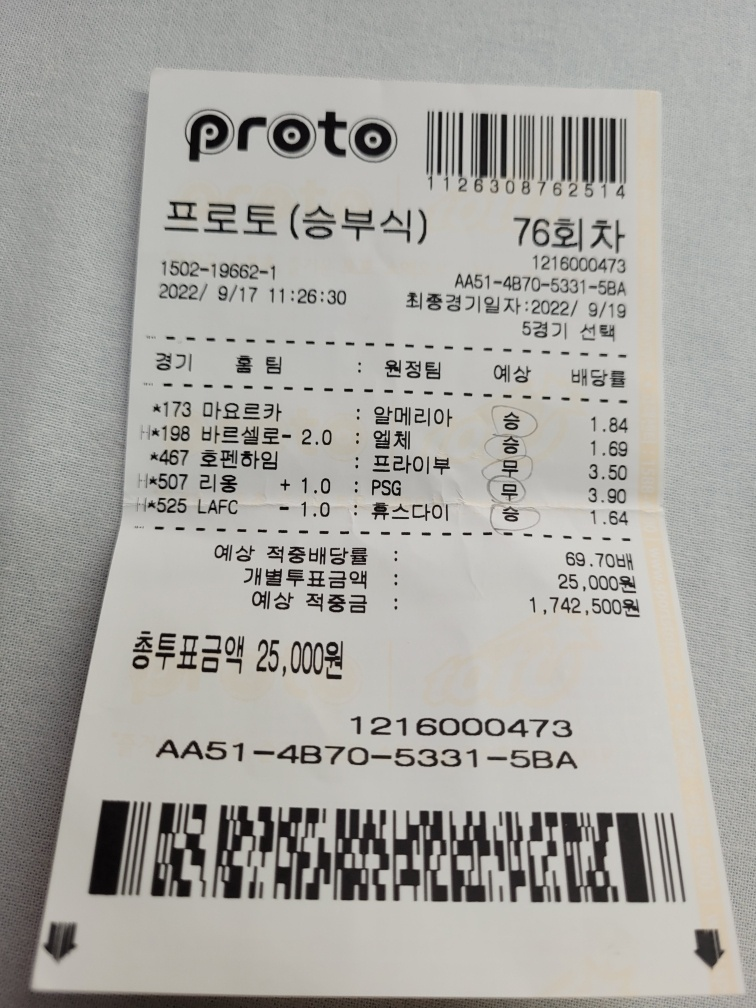 proto
1126308762514
프로토(승부식) 76회차
1216000473
1502-19662-1 AA51-4B70-5331-5BA
2022/ 9/17 11:26:30 최종경기일자:2022/ 9/19
5경기 선택
경기 홈 팀 : 원정팀 예상 배당률
*173 마요르카 : 알메리아 승 1.84
H*198 바르셀로- 2.0 : 엘체 승 1.69
*467 호펜하임 : 프라이부 무 3.50
H*507 리옹 + 1.0 : PSG 무 3.90
H*525 LAFC - 1.0 : 휴스다이 승 1.64
예상 적중배당률 : 69.70배
개별투표금액 : 25,000원
예상 적중금 : 1,742,500원
총투표금액 25,000원
1216000473
AA51-4B70-5331-5BA